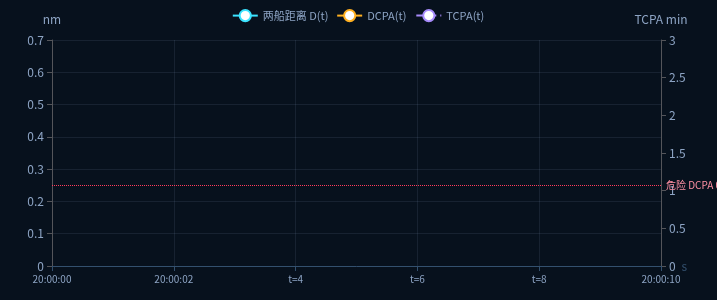 两船距离 D(t) DCPA(t) TCPA(t)
nm TCPA min
0.7 3
0.6 2.5
0.5 2
0.4 1.5
0.3 危险 DCPA
0.2 1
0.1 0.5
0 0 s
20:00:00 20:00:02 t=4 t=6 t=8 20:00:10